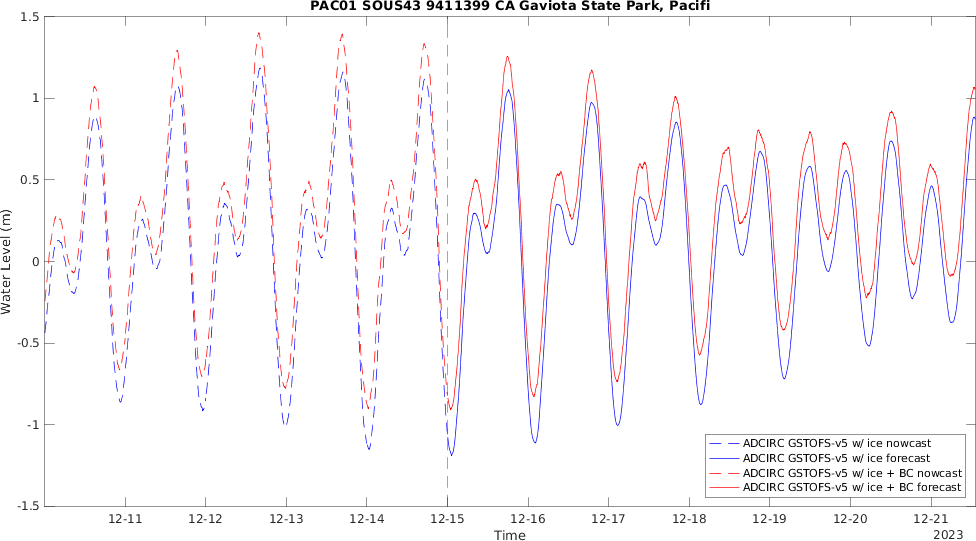 PAC01 SOUS43 9411399 CA Gaviota State Park, Pacifi
1.5
1
0.5
0
-0.5
-1
-1.5
Water Level (m)
12-11 12-12 12-13 12-14 12-15 12-16 12-17 12-18 12-19 12-20 12-21
Time
2023
ADCIRC GSTOFS-v5 w/ ice nowcast
ADCIRC GSTOFS-v5 w/ ice forecast
ADCIRC GSTOFS-v5 w/ ice + BC nowcast
ADCIRC GSTOFS-v5 w/ ice + BC forecast